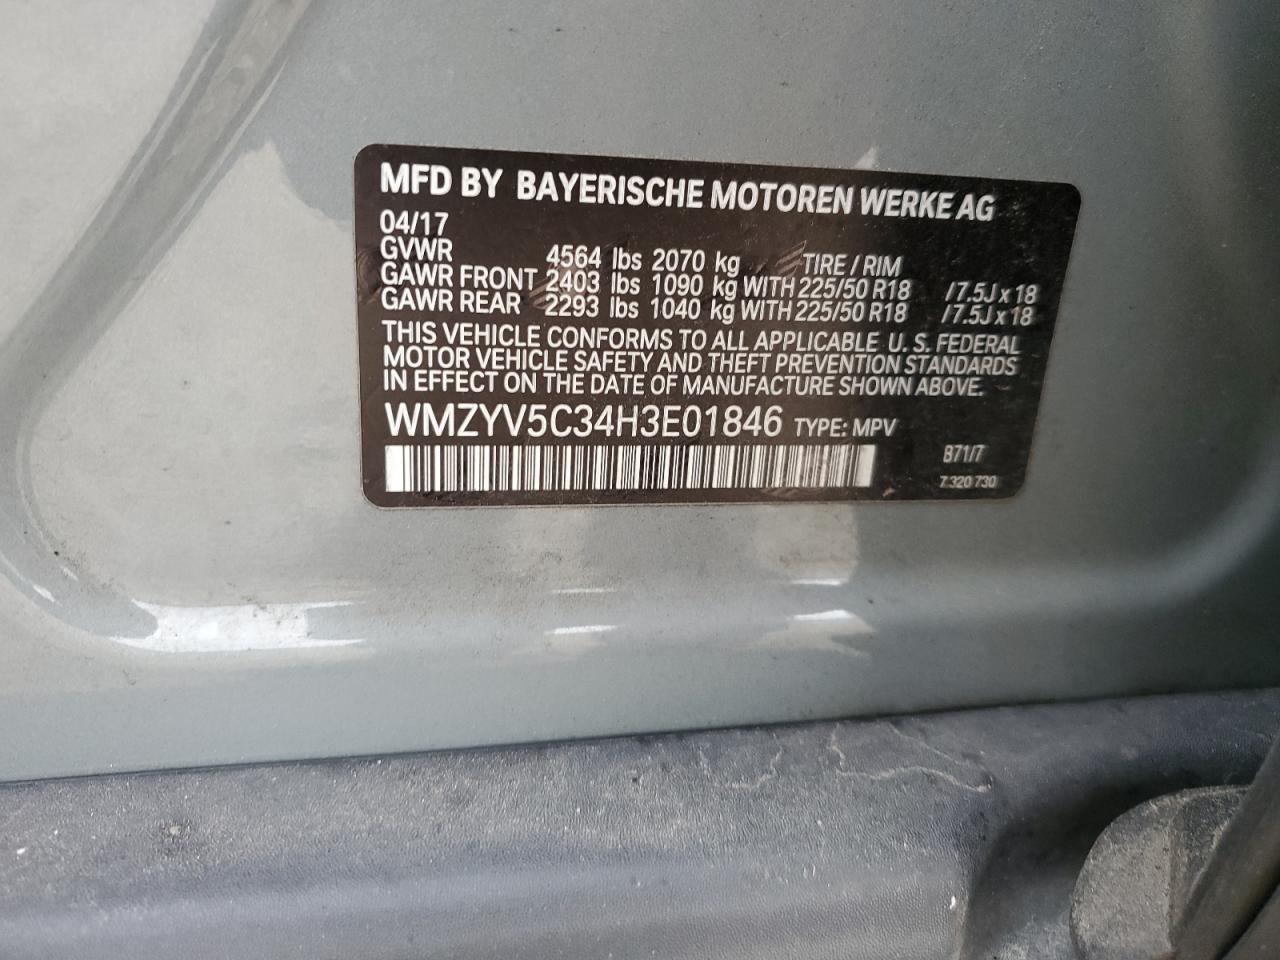 MFD BY BAYERISCHE MOTOREN WERKE AG
04/17
GVWR 4564 lbs 2070 kg TIRE / RIM
GAWR FRONT 2403 lbs 1090 kg WITH 225/50 R18 /7.5J x 18
GAWR REAR 2293 lbs 1040 kg WITH 225/50 R18 /7.5J x 18
THIS VEHICLE CONFORMS TO ALL APPLICABLE U. S. FEDERAL
MOTOR VEHICLE SAFETY AND THEFT PREVENTION STANDARDS
IN EFFECT ON THE DATE OF MANUFACTURE SHOWN ABOVE.
WMZYV5C34H3E01846 TYPE: MPV
B71/7
7 320 730